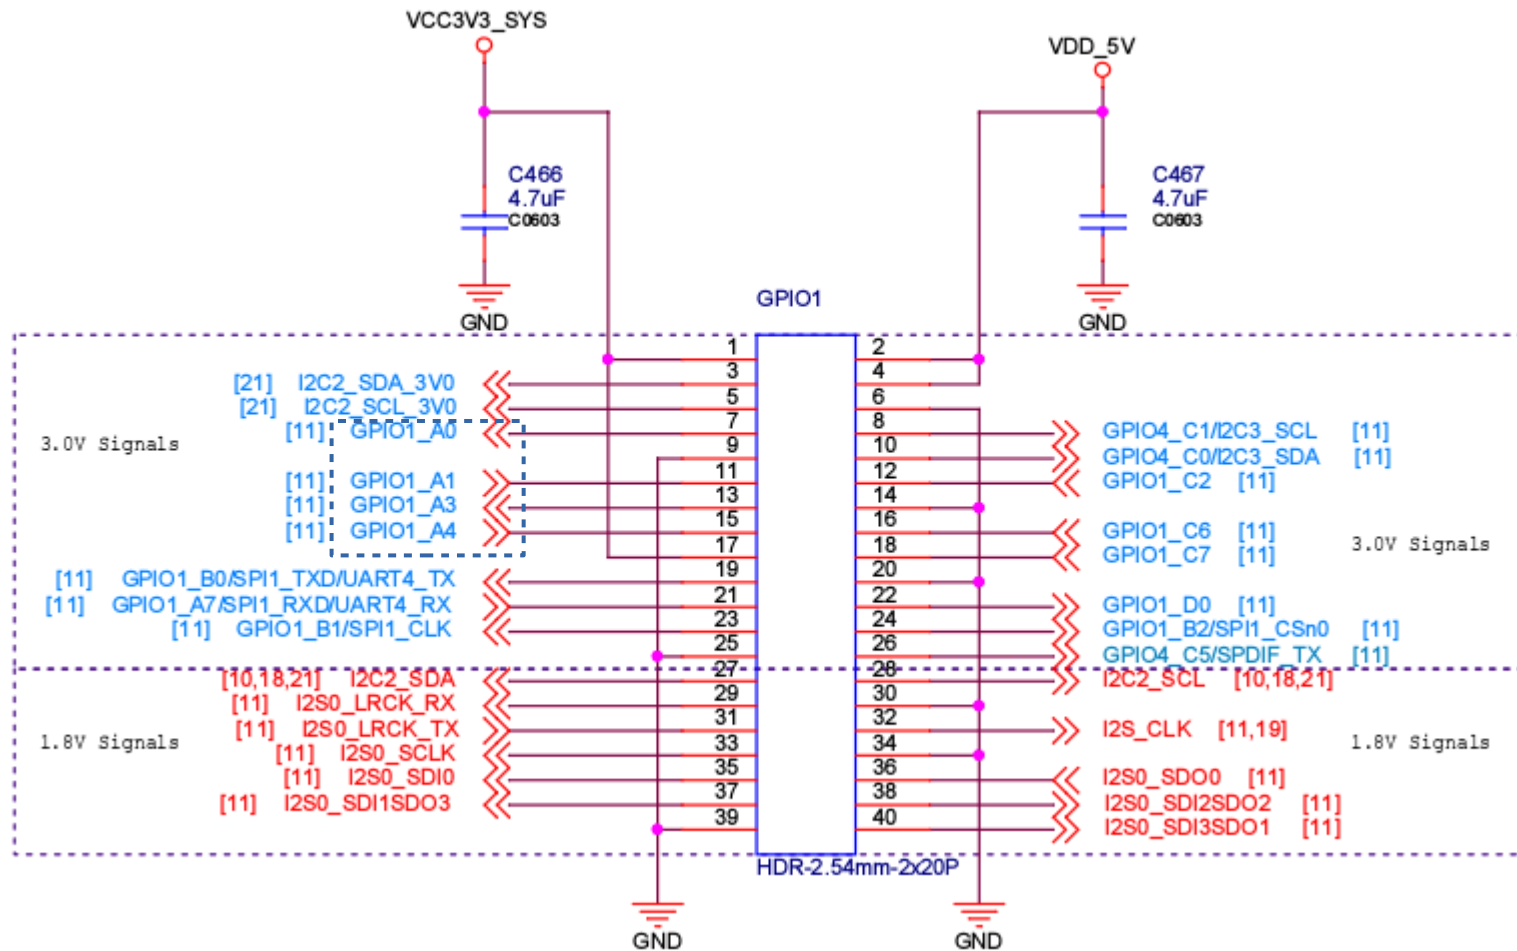 VCC3V3_SYS
VDD_5V
C466
4.7uF
C0603
C467
4.7uF
C0603
GND
GND
GPIO1
1 2
3 4
[21] I2C2_SDA_3V0
5 6
[21] I2C2_SCL_3V0
7 8
[11] GPIO1_A0
GPIO4_C1/I2C3_SCL [11]
3.0V Signals
9 10
GPIO4_C0/I2C3_SDA [11]
11 12
[11] GPIO1_A1
GPIO1_C2 [11]
13 14
[11] GPIO1_A3
15 16
[11] GPIO1_A4
GPIO1_C6 [11]
17 18
GPIO1_C7 [11]
3.0V Signals
19 20
[11] GPIO1_B0/SPI1_TXD/UART4_TX
21 22
[11] GPIO1_A7/SPI1_RXD/UART4_RX
GPIO1_D0 [11]
23 24
[11] GPIO1_B1/SPI1_CLK
GPIO1_B2/SPI1_CSn0 [11]
25 26
GPIO4_C5/SPDIF_TX [11]
27 28
[10,18,21] I2C2_SDA
I2C2_SCL [10,18,21]
29 30
[11] I2S0_LRCK_RX
31 32
[11] I2S0_LRCK_TX
I2S_CLK [11,19]
1.8V Signals
1.8V Signals
33 34
[11] I2S0_SCLK
35 36
[11] I2S0_SDI0
I2S0_SDO0 [11]
37 38
[11] I2S0_SDI1SDO3
I2S0_SDI2SDO2 [11]
39 40
I2S0_SDI3SDO1 [11]
HDR-2.54mm-2x20P
GND
GND